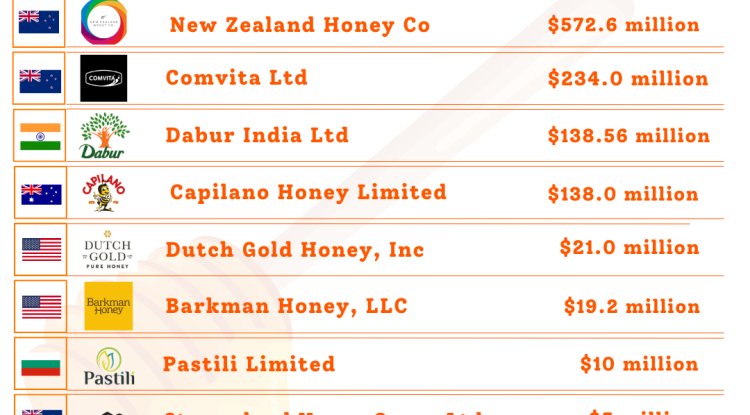 New Zealand Honey Co $572.6 million
COMVITA Comvita Ltd $234.0 million
Dabur Dabur India Ltd $138.56 million
CAPILANO Capilano Honey Limited $138.0 million
DUTCH
GOLD
PURE HONEY
Dutch Gold Honey, Inc $21.0 million
Barkman
Honey
Barkman Honey, LLC $19.2 million
Pastili Pastili Limited $10 million